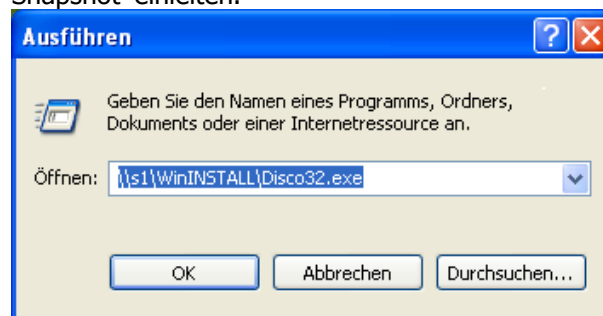 Snapshot einleiten.
Ausführen
Geben Sie den Namen eines Programms, Ordners,
Dokuments oder einer Internetressource an.
Öffnen: \\s1\WinINSTALL\Disco32.exe
OK Abbrechen Durchsuchen...